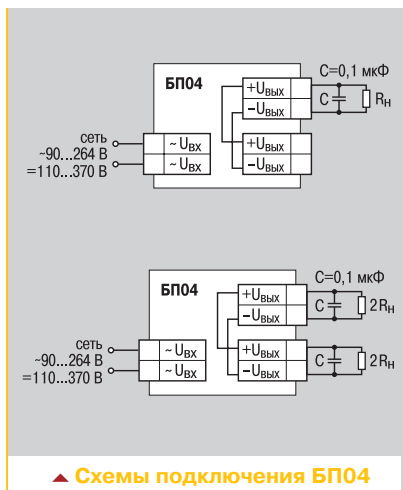 C=0,1 мкФ
БП04
+Uвых
−Uвых
C
Rн
сеть
~90...264 В
=110...370 В
~ Uвх
~ Uвх
+Uвых
−Uвых
C=0,1 мкФ
БП04
+Uвых
−Uвых
C
2Rн
сеть
~90...264 В
=110...370 В
~ Uвх
~ Uвх
+Uвых
−Uвых
C
2Rн
Схемы подключения БП04